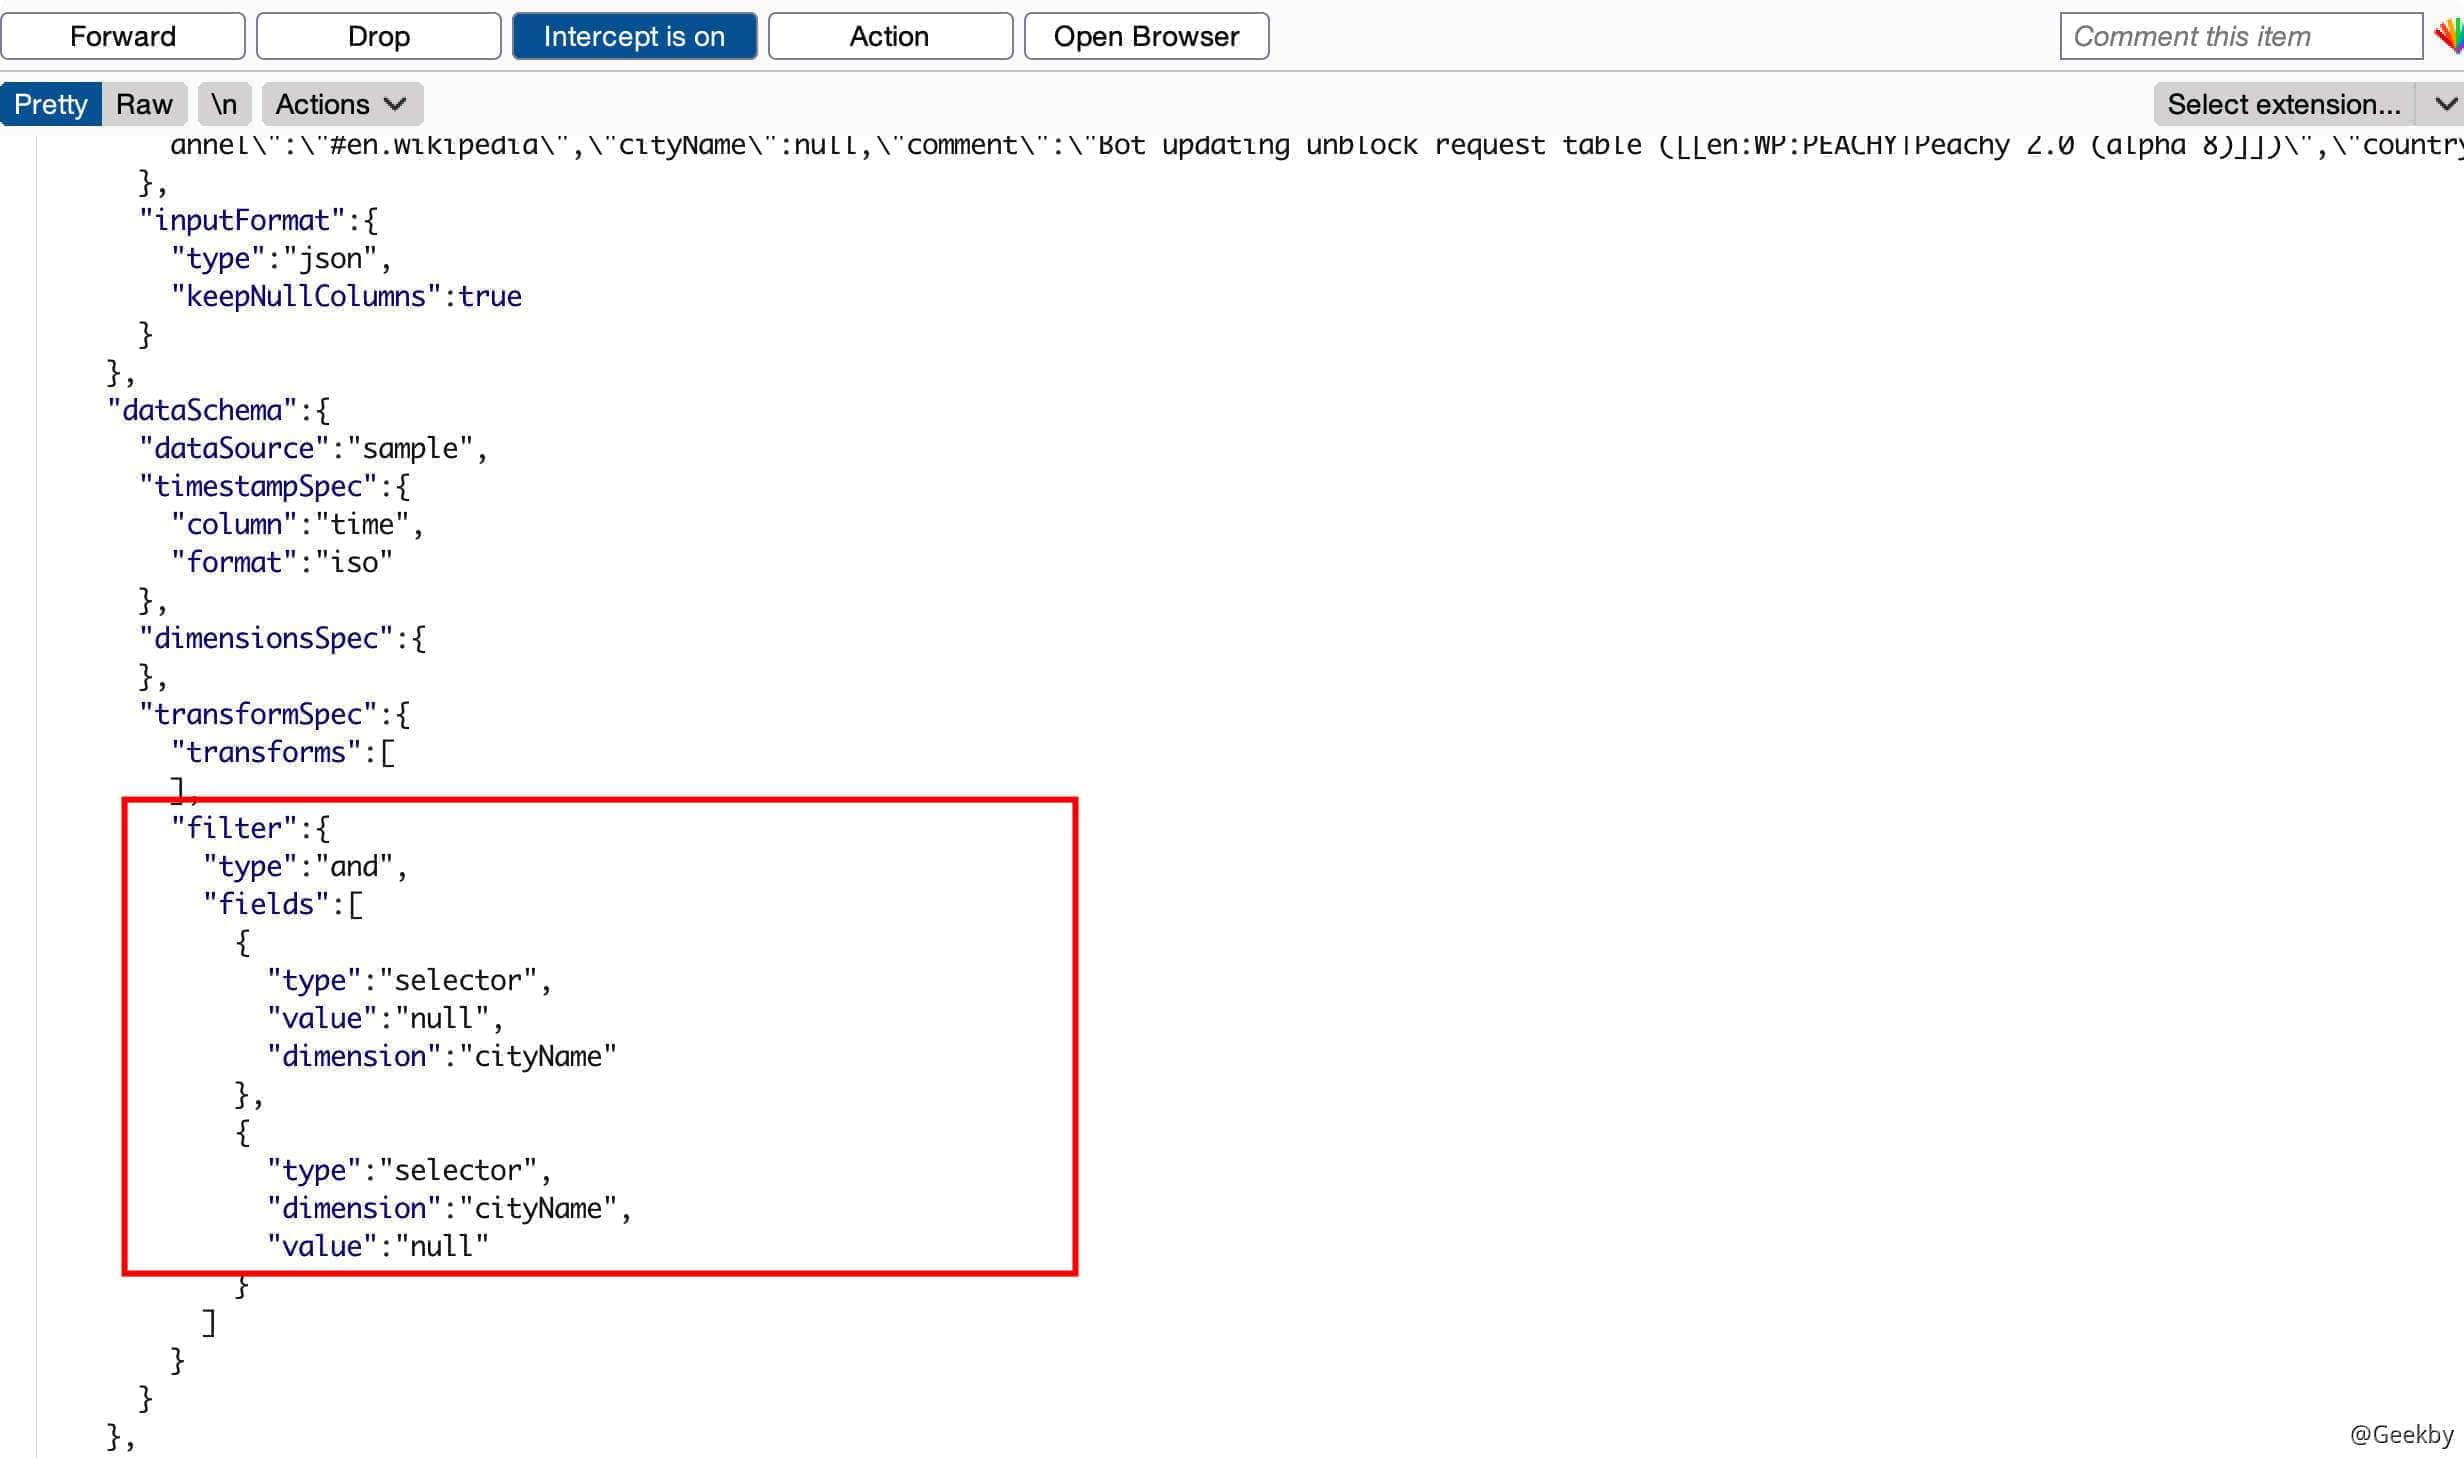 Forward Drop Intercept is on Action Open Browser Comment this item
Pretty Raw \n Actions Select extension...
annel\":\"#en.wikipedia\",\"cityName\":null,\"comment\":\"Bot updating unblock request table ([[en:WP:PEACHY|Peachy 2.0 (alpha 8)]])\",\"country
},
"inputFormat":{
"type":"json",
"keepNullColumns":true
}
},
"dataSchema":{
"dataSource":"sample",
"timestampSpec":{
"column":"time",
"format":"iso"
},
"dimensionsSpec":{
},
"transformSpec":{
"transforms":[
],
"filter":{
"type":"and",
"fields":[
{
"type":"selector",
"value":"null",
"dimension":"cityName"
},
{
"type":"selector",
"dimension":"cityName",
"value":"null"
}
]
}
}
},
@Geekby